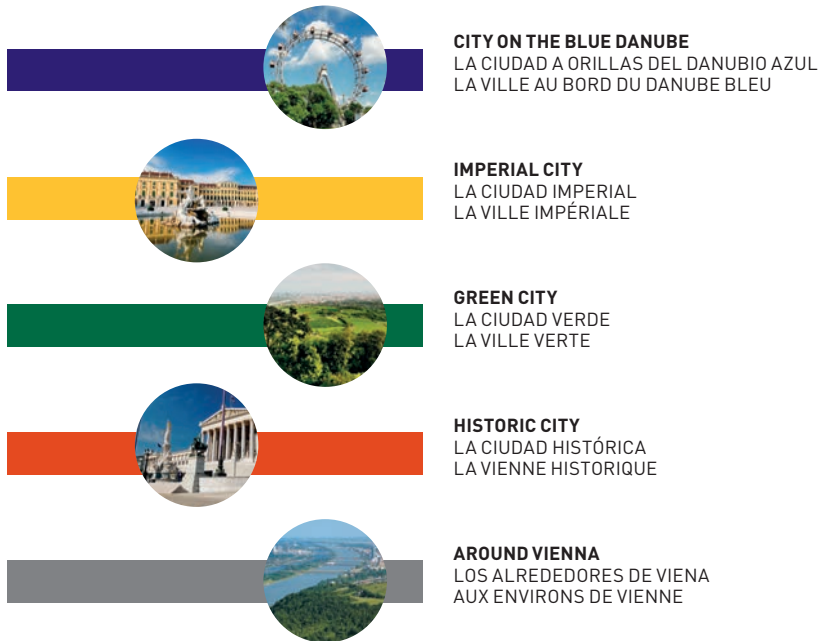 CITY ON THE BLUE DANUBE
LA CIUDAD A ORILLAS DEL DANUBIO AZUL
LA VILLE AU BORD DU DANUBE BLEU
IMPERIAL CITY
LA CIUDAD IMPERIAL
LA VILLE IMPÉRIALE
GREEN CITY
LA CIUDAD VERDE
LA VILLE VERTE
HISTORIC CITY
LA CIUDAD HISTÓRICA
LA VIENNE HISTORIQUE
AROUND VIENNA
LOS ALREDEDORES DE VIENA
AUX ENVIRONS DE VIENNE